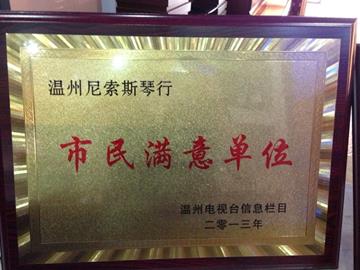 温州尼索斯琴行
市民满意单位
温州电视台信息栏目
二零一三年